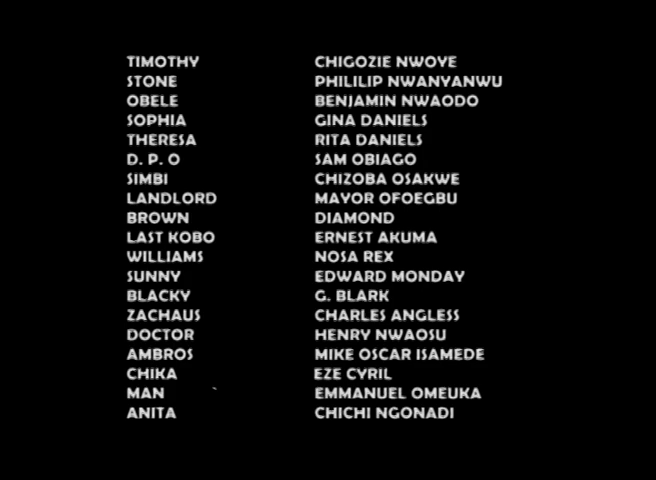 TIMOTHY CHIGOZIE NWOYE
STONE PHILILIP NWANYANWU
OBELE BENJAMIN NWAODO
SOPHIA GINA DANIELS
THERESA RITA DANIELS
D. P. O SAM OBIAGO
SIMBI CHIZOBA OSAKWE
LANDLORD MAYOR OFOEGBU
BROWN DIAMOND
LAST KOBO ERNEST AKUMA
WILLIAMS NOSA REX
SUNNY EDWARD MONDAY
BLACKY G. BLARK
ZACHAUS CHARLES ANGLESS
DOCTOR HENRY NWAOSU
AMBROS MIKE OSCAR ISAMEDE
CHIKA EZE CYRIL
MAN ` EMMANUEL OMEUKA
ANITA CHICHI NGONADI